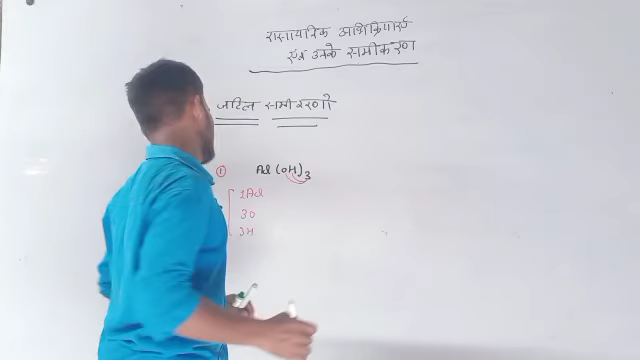 रासायनिक अभिक्रियाएँ
एवं उनके समीकरण
जटिल समीकरणों
① Al (OH)3
1Al
3O
3H